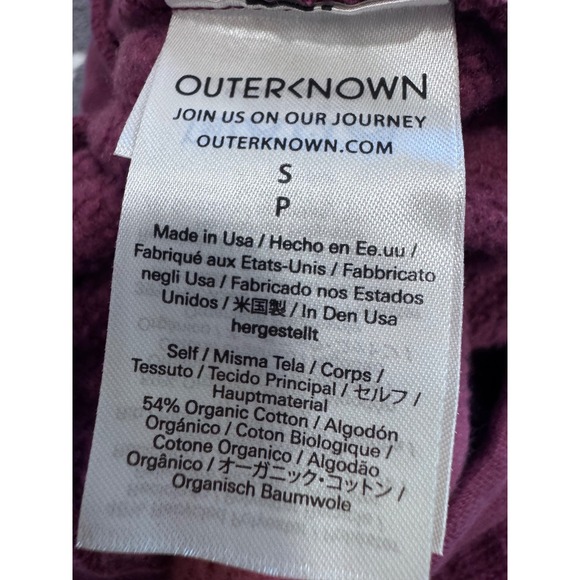 OUTERKNOWN
JOIN US ON OUR JOURNEY
OUTERKNOWN.COM
S
P
Made in Usa / Hecho en Ee.uu /
Fabriqué aux Etats-Unis / Fabbricato
negli Usa / Fabricado nos Estados
Unidos / 米国製 / In Den Usa
hergestellt
Self / Misma Tela / Corps /
Tessuto / Tecido Principal / セルフ /
Hauptmaterial
54% Organic Cotton / Algodón
Orgánico / Coton Biologique /
Cotone Organico / Algodão
Orgânico / オーガニック・コットン /
Organisch Baumwole